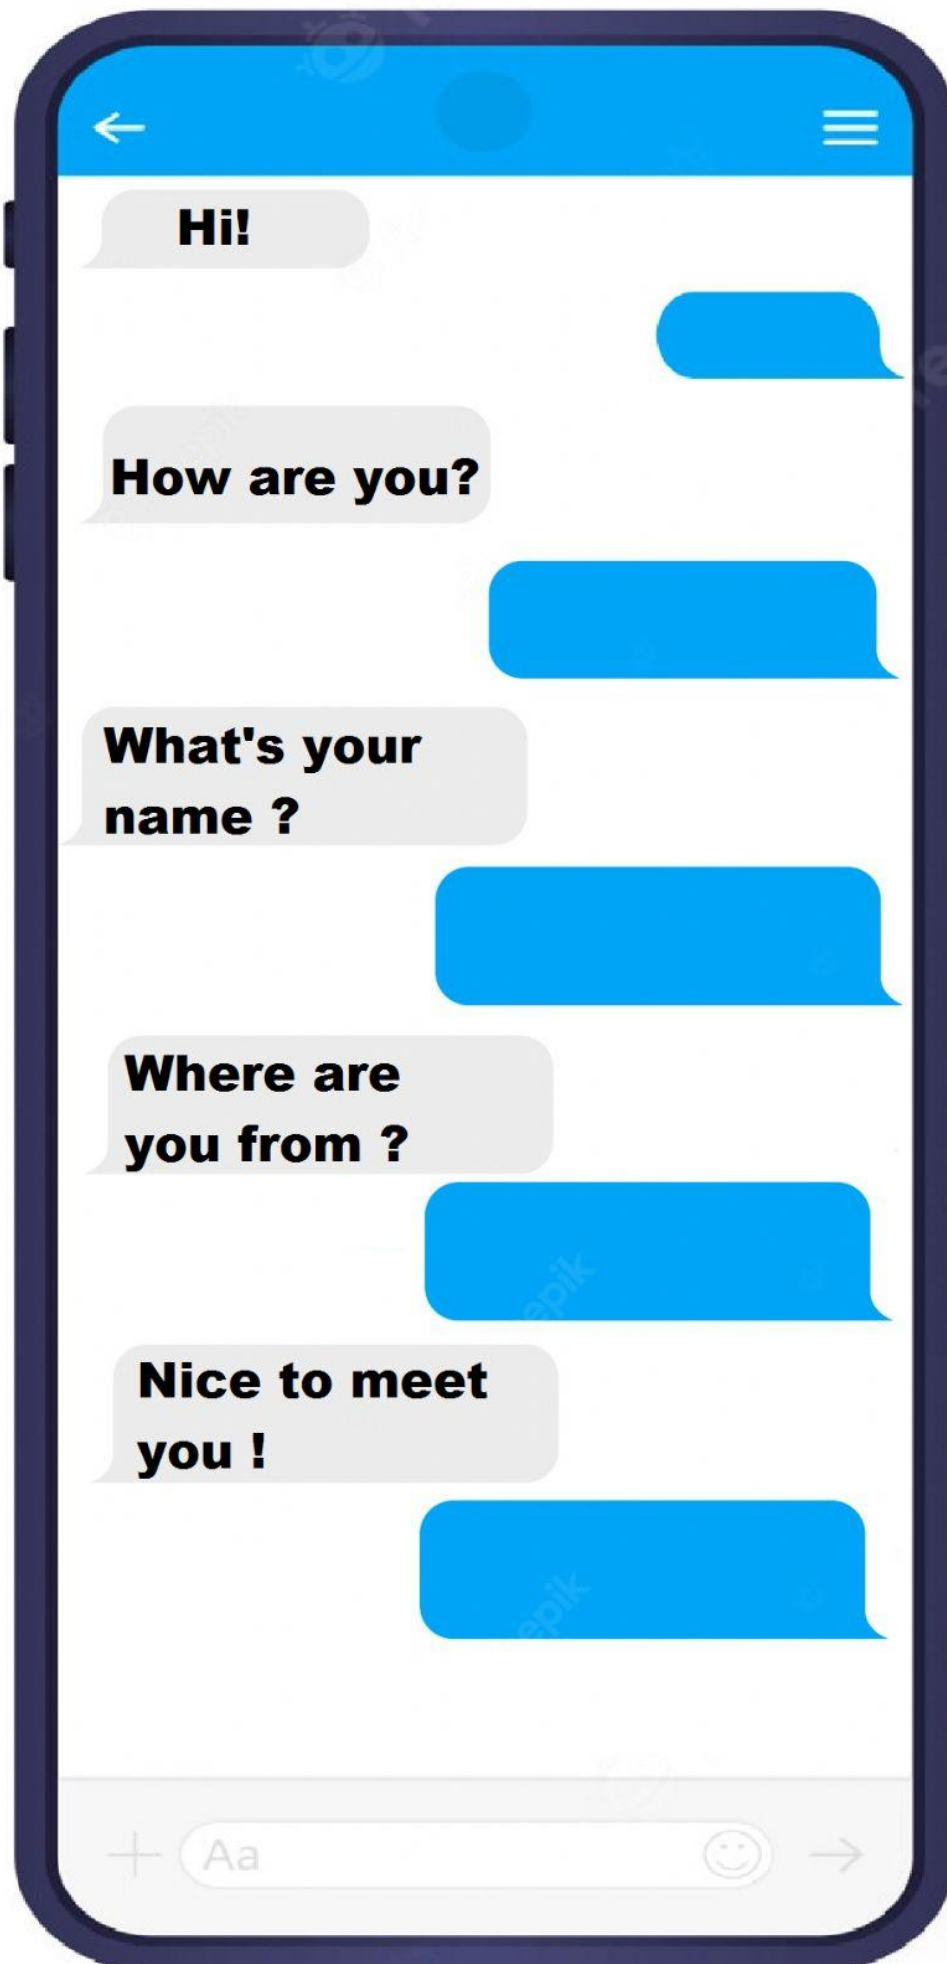 Hi!
How are you?
What's your
name ?
Where are
you from ?
Nice to meet
you !
Aa